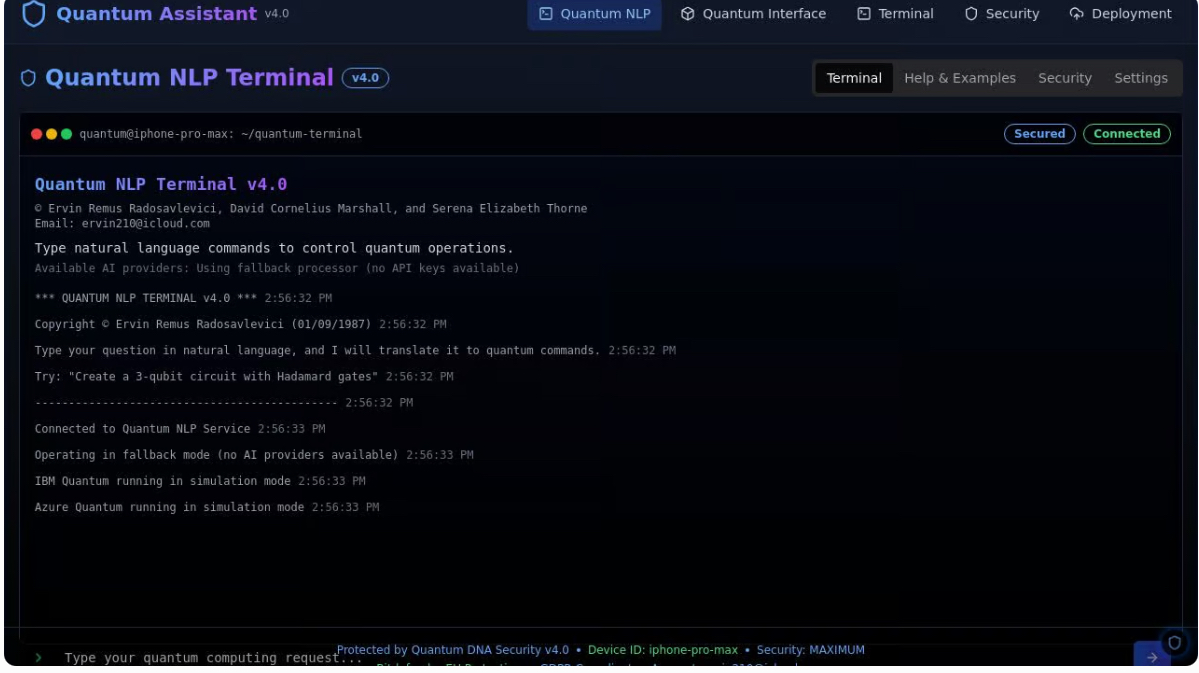 Quantum Assistant v4.0
Quantum NLP Quantum Interface Terminal Security Deployment
Quantum NLP Terminal v4.0
Terminal Help & Examples Security Settings
quantum@iphone-pro-max: ~/quantum-terminal
Secured Connected
Quantum NLP Terminal v4.0
© Ervin Remus Radosavlevici, David Cornelius Marshall, and Serena Elizabeth Thorne
Email: ervin210@icloud.com
Type natural language commands to control quantum operations.
Available AI providers: Using fallback processor (no API keys available)
*** QUANTUM NLP TERMINAL v4.0 *** 2:56:32 PM
Copyright © Ervin Remus Radosavlevici (01/09/1987) 2:56:32 PM
Type your question in natural language, and I will translate it to quantum commands. 2:56:32 PM
Try: "Create a 3-qubit circuit with Hadamard gates" 2:56:32 PM
--------------------------------------------- 2:56:32 PM
Connected to Quantum NLP Service 2:56:33 PM
Operating in fallback mode (no AI providers available) 2:56:33 PM
IBM Quantum running in simulation mode 2:56:33 PM
Azure Quantum running in simulation mode 2:56:33 PM
Protected by Quantum DNA Security v4.0 • Device ID: iphone-pro-max • Security: MAXIMUM
Type your quantum computing request...